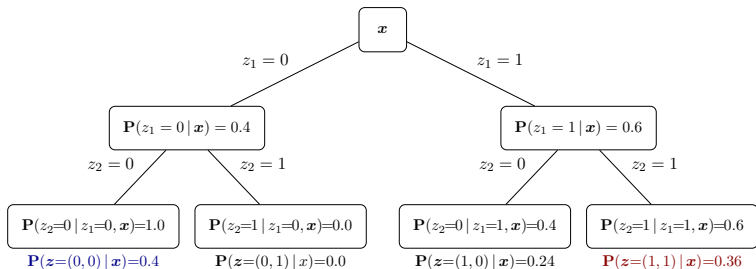 x
z₁ = 0
z₁ = 1
P(z₁ = 0 | x) = 0.4
P(z₁ = 1 | x) = 0.6
z₂ = 0
z₂ = 1
z₂ = 0
z₂ = 1
P(z₂=0 | z₁=0, x)=1.0
P(z₂=1 | z₁=0, x)=0.0
P(z₂=0 | z₁=1, x)=0.4
P(z₂=1 | z₁=1, x)=0.6
P(z=(0, 0) | x)=0.4
P(z=(0, 1) | x)=0.0
P(z=(1, 0) | x)=0.24
P(z=(1, 1) | x)=0.36